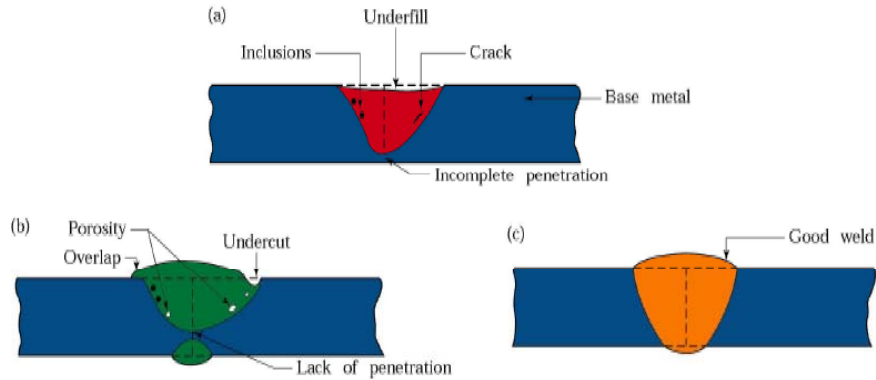 (a)
Underfill
Inclusions
Crack
Base metal
Incomplete penetration
(b)
Porosity
Overlap
Undercut
Lack of penetration
(c)
Good weld